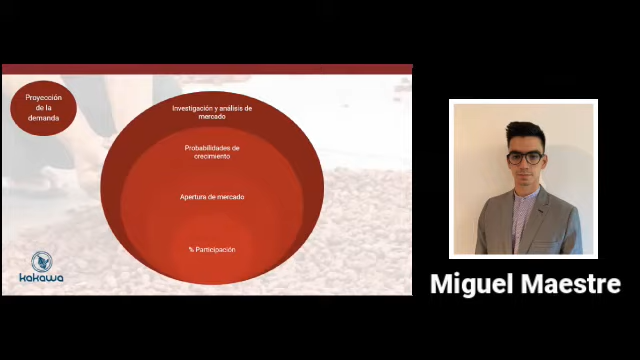 Proyección
de la
demanda
Investigación y análisis de
mercado
Probabilidades de
crecimiento
Apertura de mercado
% Participación
kakawa
Miguel Maestre